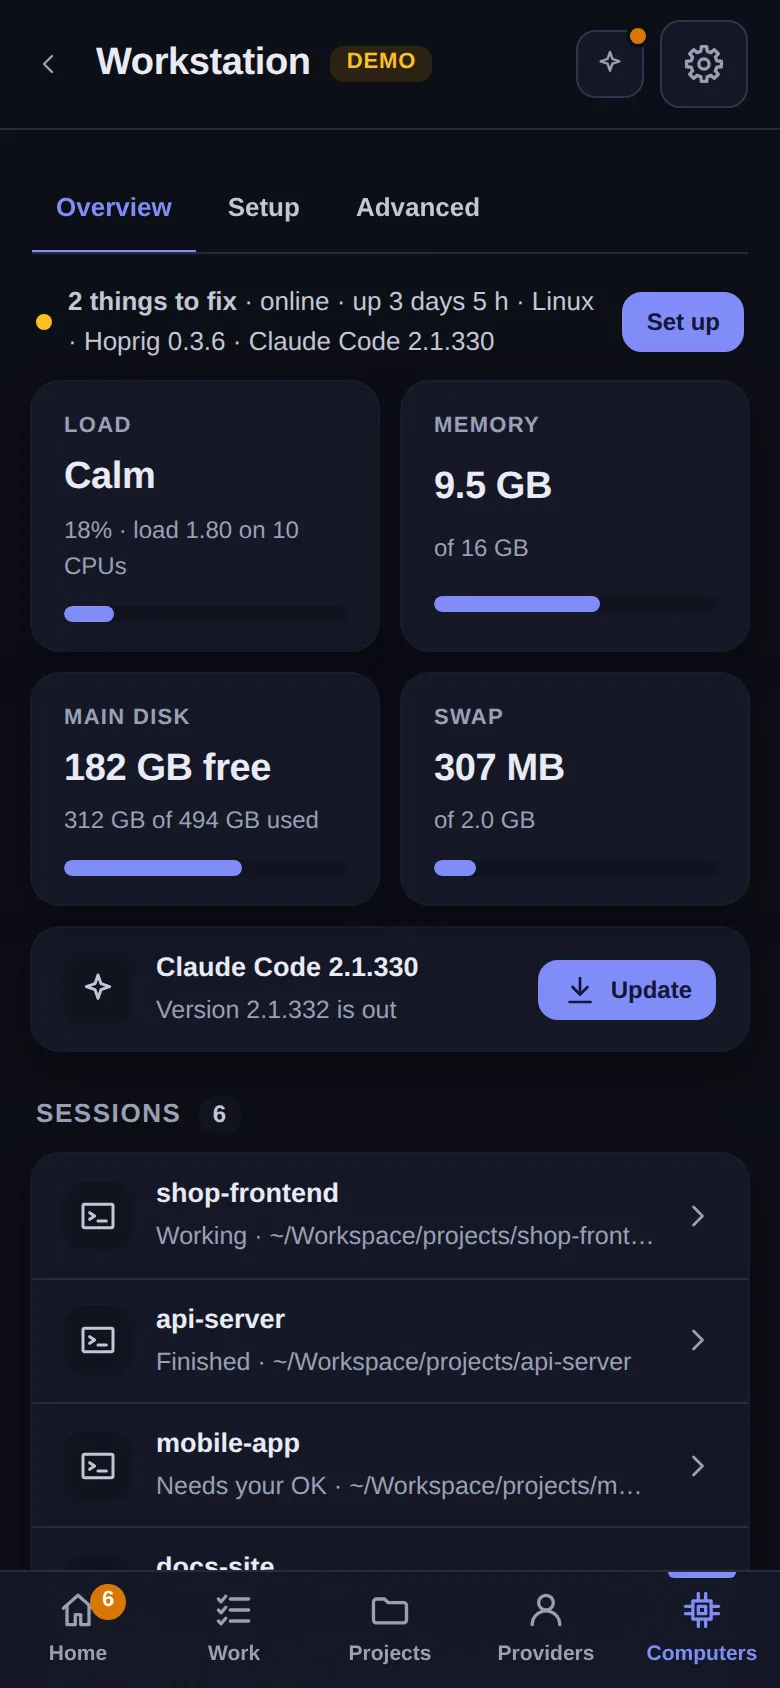 Workstation DEMO
Overview Setup Advanced
2 things to fix · online · up 3 days 5 h · Linux
· Hoprig 0.3.6 · Claude Code 2.1.330
Set up
LOAD
Calm
18% · load 1.80 on 10
CPUs
MEMORY
9.5 GB
of 16 GB
MAIN DISK
182 GB free
312 GB of 494 GB used
SWAP
307 MB
of 2.0 GB
Claude Code 2.1.330
Version 2.1.332 is out
Update
SESSIONS 6
shop-frontend
Working · ~/Workspace/projects/shop-front…
api-server
Finished · ~/Workspace/projects/api-server
mobile-app
Needs your OK · ~/Workspace/projects/m…
docs-site
6
Home Work Projects Providers Computers